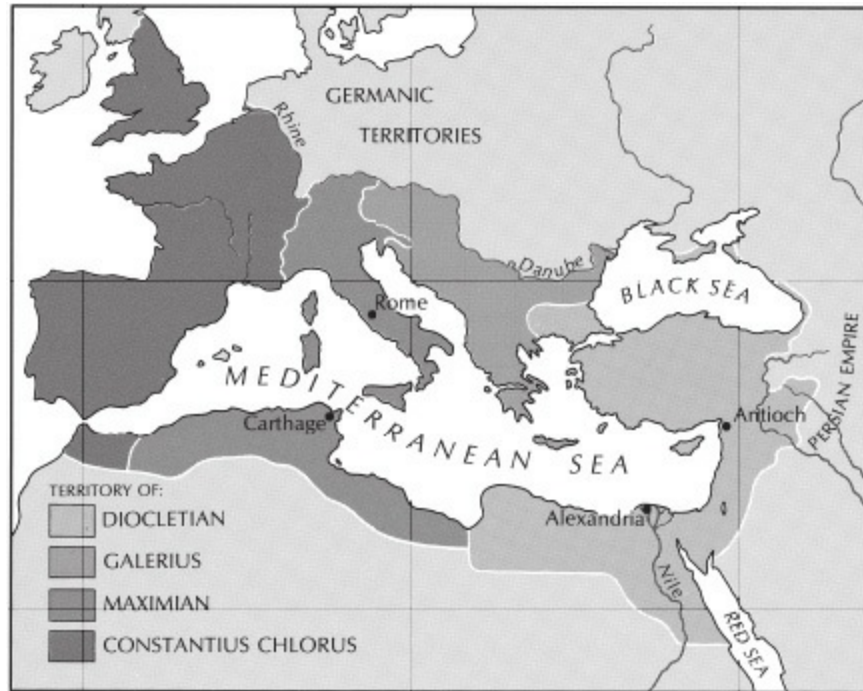 GERMANIC
TERRITORIES
Rhine
Danube
BLACK SEA
Rome
MEDITERRANEAN SEA
PERSIAN EMPIRE
Carthage
Antioch
Alexandria
Nile
RED SEA
TERRITORY OF:
DIOCLETIAN
GALERIUS
MAXIMIAN
CONSTANTIUS CHLORUS